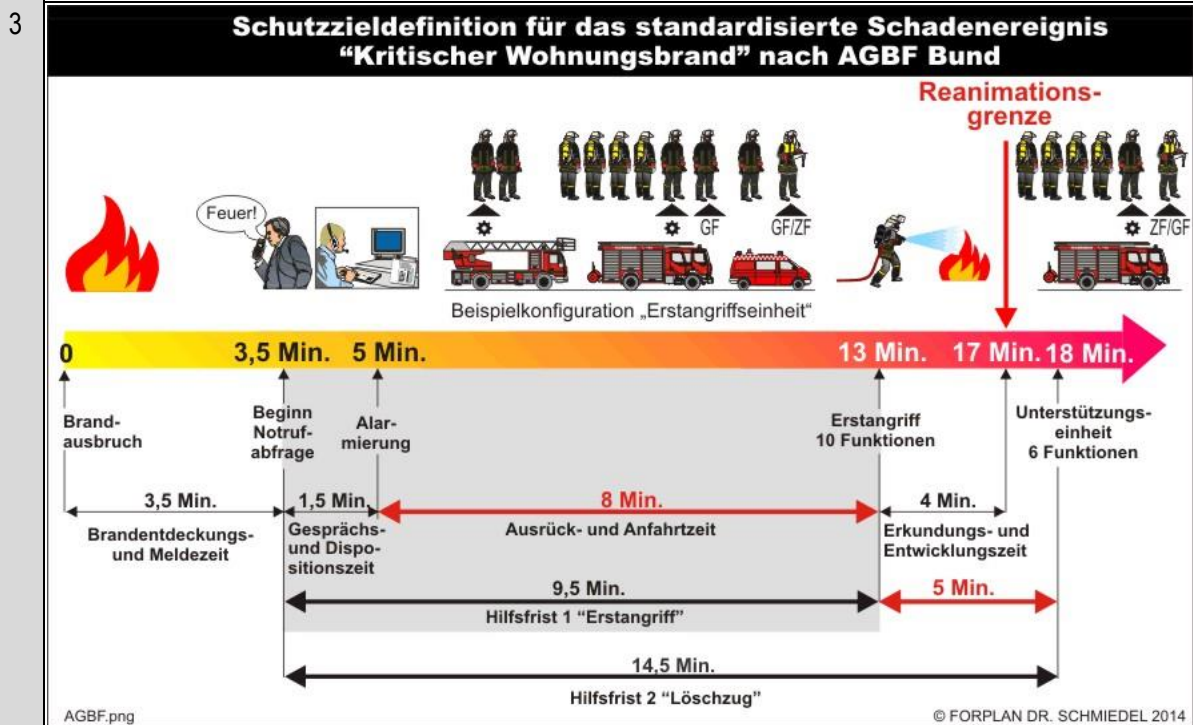 3
Schutzzieldefinition für das standardisierte Schadenereignis
“Kritischer Wohnungsbrand” nach AGBF Bund
Reanimations-
grenze
Feuer!
GF
GF/ZF
ZF/GF
Beispielkonfiguration „Erstangriffseinheit“
0
3,5 Min.
5 Min.
13 Min.
17 Min.
18 Min.
Brand-
ausbruch
Beginn
Notruf-
abfrage
Alar-
mierung
Erstangriff
10 Funktionen
Unterstützungs-
einheit
6 Funktionen
3,5 Min.
Brandentdeckungs-
und Meldezeit
1,5 Min.
Gesprächs-
und Dispo-
sitionszeit
8 Min.
Ausrück- und Anfahrtzeit
4 Min.
Erkundungs- und
Entwicklungszeit
9,5 Min.
Hilfsfrist 1 “Erstangriff”
5 Min.
14,5 Min.
Hilfsfrist 2 “Löschzug”
AGBF.png
© FORPLAN DR. SCHMIEDEL 2014